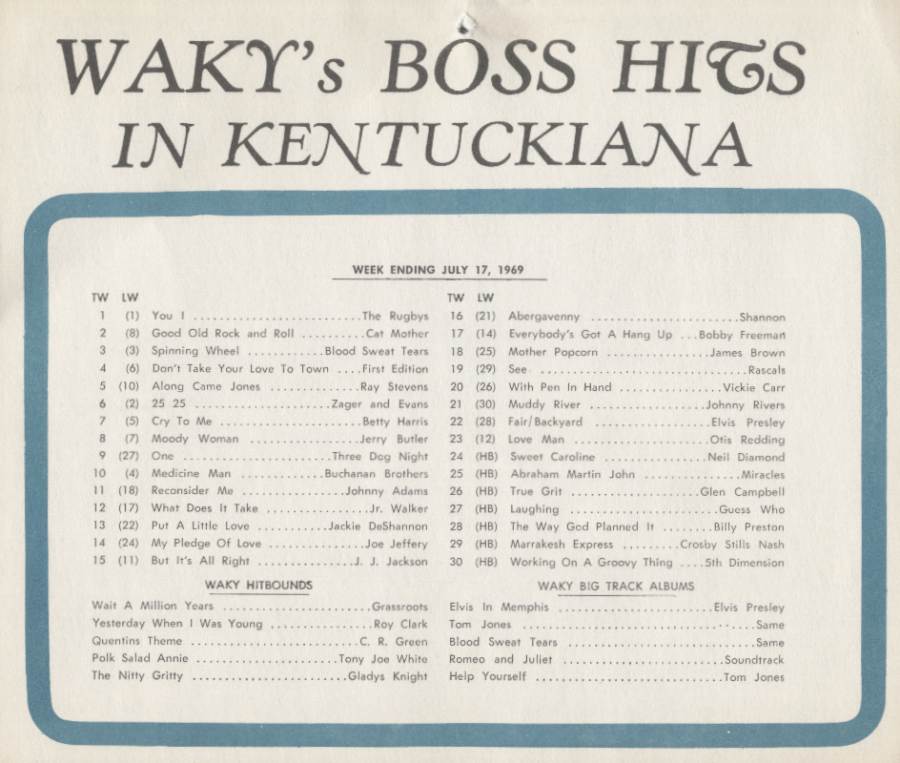 WAKY's BOSS HITS
IN KENTUCKIANA
WEEK ENDING JULY 17, 1969
TW LW
1 (1) You I ........................ The Rugbys
2 (8) Good Old Rock and Roll .......... Cat Mother
3 (3) Spinning Wheel ............ Blood Sweat Tears
4 (6) Don't Take Your Love To Town .... First Edition
5 (10) Along Came Jones ............... Ray Stevens
6 (2) 25 25 ..................... Zager and Evans
7 (5) Cry To Me ..................... Betty Harris
8 (7) Moody Woman ................ Jerry Butler
9 (27) One ..................... Three Dog Night
10 (4) Medicine Man ............ Buchanan Brothers
11 (18) Reconsider Me ............... Johnny Adams
12 (17) What Does It Take ............... Jr. Walker
13 (22) Put A Little Love ........... Jackie DeShannon
14 (24) My Pledge Of Love ............... Joe Jeffery
15 (11) But It's All Right ............... J. J. Jackson
WAKY HITBOUNDS
Wait A Million Years ..................... Grassroots
Yesterday When I Was Young ............... Roy Clark
Quentins Theme ......................... C. R. Green
Polk Salad Annie ..................... Tony Joe White
The Nitty Gritty ....................... Gladys Knight
TW LW
16 (21) Abergavenny ..................... Shannon
17 (14) Everybody's Got A Hang Up ... Bobby Freeman
18 (25) Mother Popcorn ............... James Brown
19 (29) See .............................. Rascals
20 (26) With Pen In Hand ............... Vickie Carr
21 (30) Muddy River ................. Johnny Rivers
22 (28) Fair/Backyard ................... Elvis Presley
23 (12) Love Man ..................... Otis Redding
24 (HB) Sweet Caroline ................ Neil Diamond
25 (HB) Abraham Martin John ............... Miracles
26 (HB) True Grit ................... Glen Campbell
27 (HB) Laughing ..................... Guess Who
28 (HB) The Way God Planned It ........ Billy Preston
29 (HB) Marrakesh Express ......... Crosby Stills Nash
30 (HB) Working On A Groovy Thing .... 5th Dimension
WAKY BIG TRACK ALBUMS
Elvis In Memphis ....................... Elvis Presley
Tom Jones ................................. Same
Blood Sweat Tears ............................ Same
Romeo and Juliet ....................... Soundtrack
Help Yourself ........................... Tom Jones